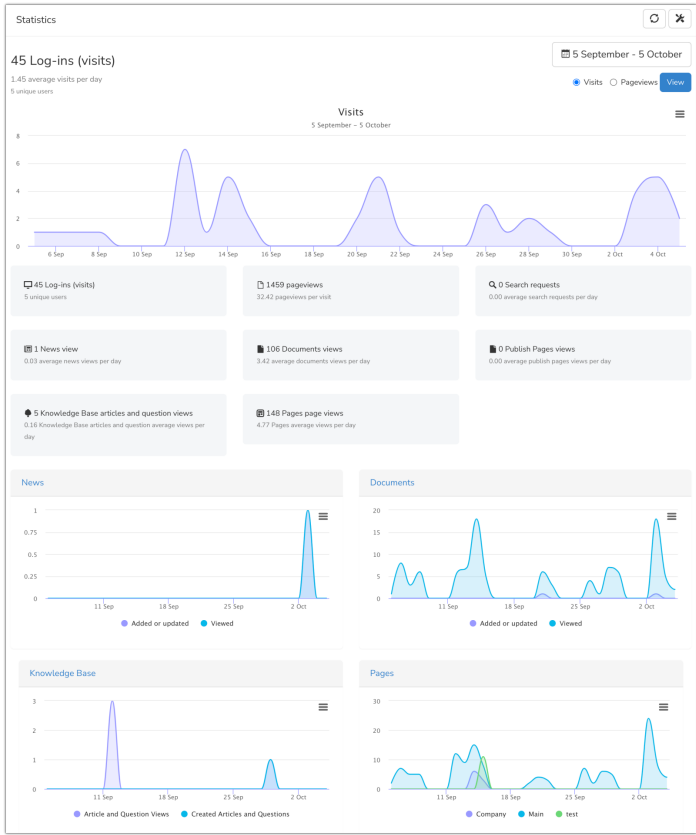 Statistics
5 September - 5 October
45 Log-ins (visits)
1.45 average visits per day
5 unique users
Visits
Pageviews
View
Visits
5 September – 5 October
8
6
4
2
0
6 Sep
8 Sep
10 Sep
12 Sep
14 Sep
16 Sep
18 Sep
20 Sep
22 Sep
24 Sep
26 Sep
28 Sep
30 Sep
2 Oct
4 Oct
45 Log-ins (visits)
5 unique users
1459 pageviews
32.42 pageviews per visit
0 Search requests
0.00 average search requests per day
1 News view
0.03 average news views per day
106 Documents views
3.42 average documents views per day
0 Publish Pages views
0.00 average publish pages views per day
5 Knowledge Base articles and question views
0.16 Knowledge Base articles and question average views per
day
148 Pages page views
4.77 Pages average views per day
News
1
0.75
0.5
0.25
0
11 Sep
18 Sep
25 Sep
2 Oct
Added or updated
Viewed
Documents
20
15
10
5
0
11 Sep
18 Sep
25 Sep
2 Oct
Added or updated
Viewed
Knowledge Base
3
2
1
0
11 Sep
18 Sep
25 Sep
2 Oct
Article and Question Views
Created Articles and Questions
Pages
30
20
10
0
11 Sep
18 Sep
25 Sep
2 Oct
Company
Main
test